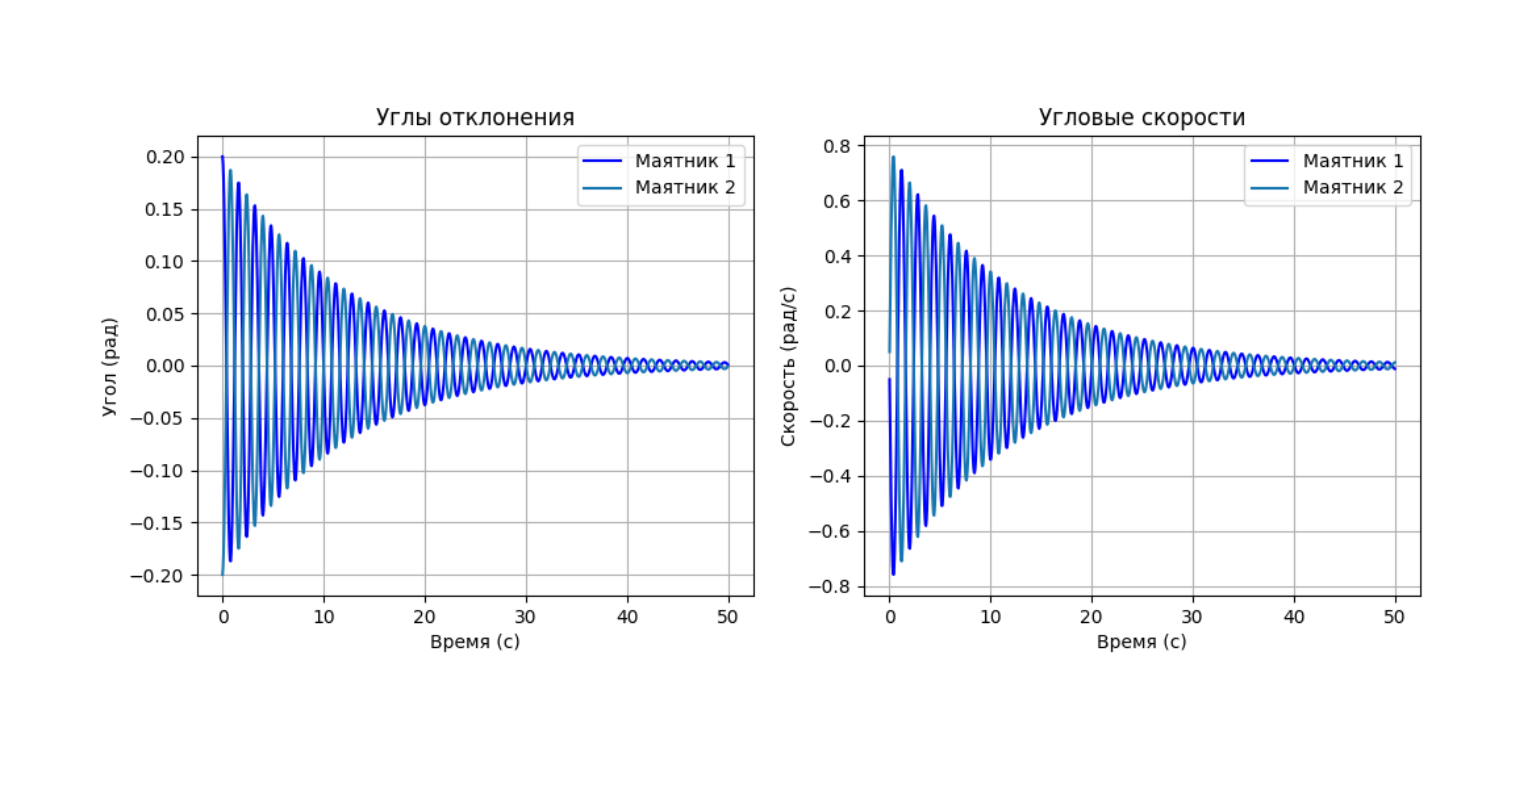 Углы отклонения
Маятник 1
Маятник 2
0.20
0.15
0.10
0.05
0.00
−0.05
−0.10
−0.15
−0.20
Угол (рад)
0 10 20 30 40 50
Время (с)
Угловые скорости
Маятник 1
Маятник 2
0.8
0.6
0.4
0.2
0.0
−0.2
−0.4
−0.6
−0.8
Скорость (рад/с)
0 10 20 30 40 50
Время (с)